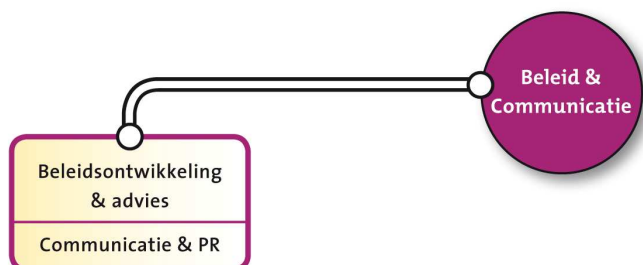 Beleid &
Communicatie
Beleidsontwikkeling
& advies
Communicatie & PR